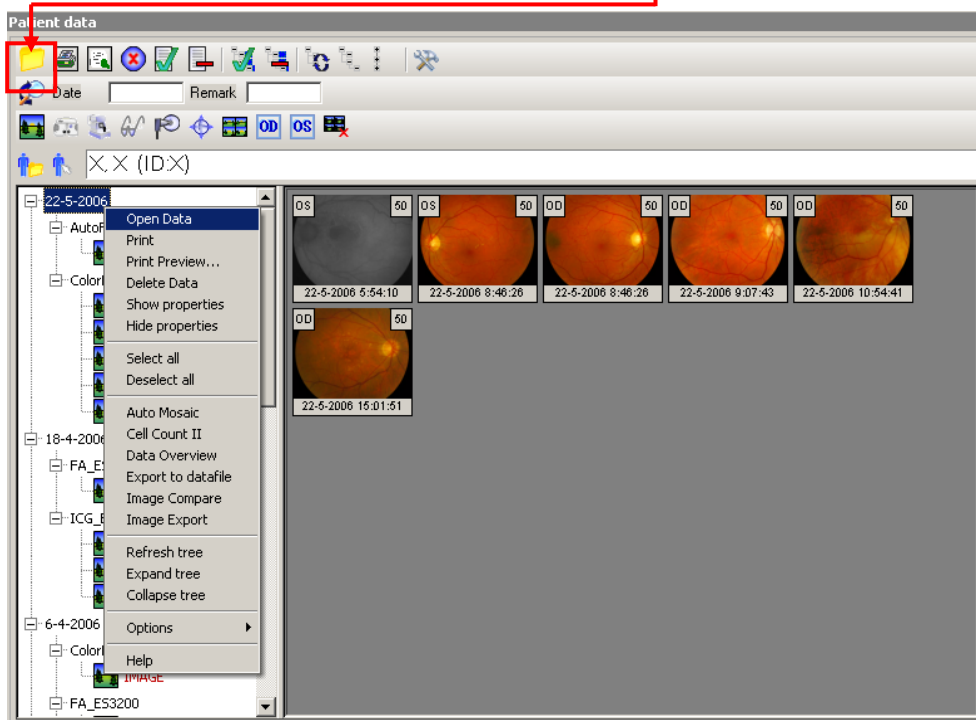 Patient data
Date Remark
OD OS
X, X (ID:X)
22-5-2006
AutoF
Color
18-4-2006
FA_ES
ICG_E
6-4-2006
Color
IMAGE
FA_ES3200
Open Data
Print
Print Preview...
Delete Data
Show properties
Hide properties
Select all
Deselect all
Auto Mosaic
Cell Count II
Data Overview
Export to datafile
Image Compare
Image Export
Refresh tree
Expand tree
Collapse tree
Options
Help
OS 50 OS 50 OD 50 OD 50 OD 50
22-5-2006 5:54:10 22-5-2006 8:46:26 22-5-2006 8:46:26 22-5-2006 9:07:43 22-5-2006 10:54:41
OD 50
22-5-2006 15:01:51